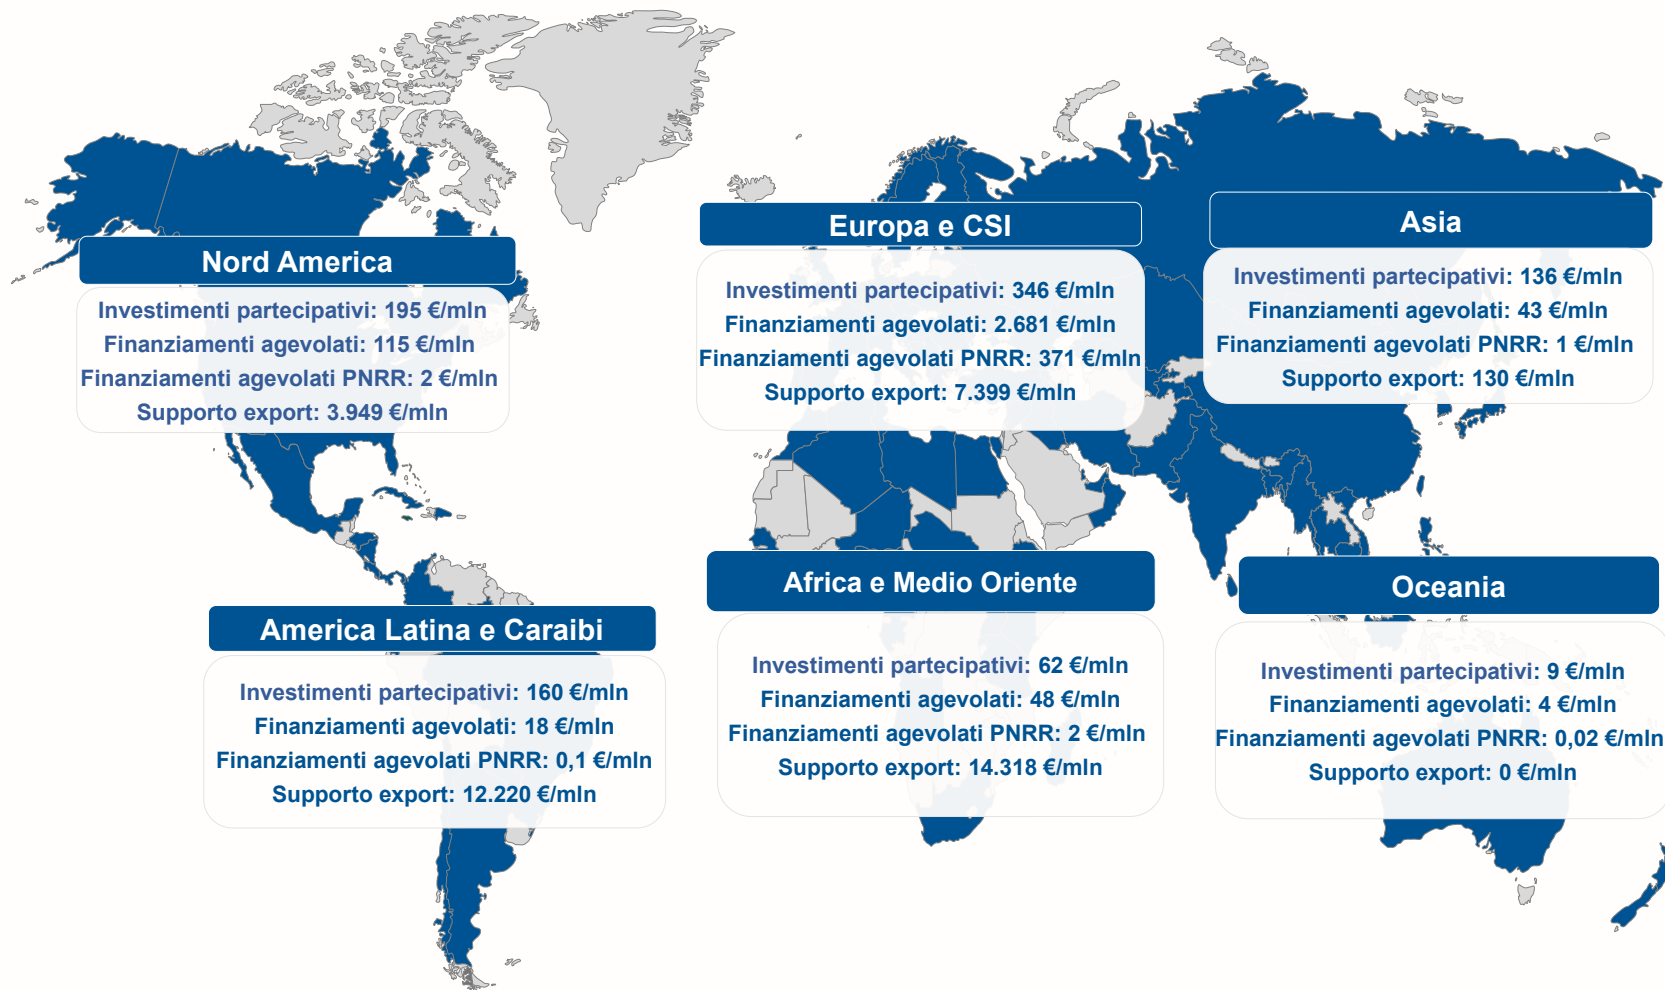 Nord America
Investimenti partecipativi: 195 €/mln
Finanziamenti agevolati: 115 €/mln
Finanziamenti agevolati PNRR: 2 €/mln
Supporto export: 3.949 €/mln
Europa e CSI
Investimenti partecipativi: 346 €/mln
Finanziamenti agevolati: 2.681 €/mln
Finanziamenti agevolati PNRR: 371 €/mln
Supporto export: 7.399 €/mln
Asia
Investimenti partecipativi: 136 €/mln
Finanziamenti agevolati: 43 €/mln
Finanziamenti agevolati PNRR: 1 €/mln
Supporto export: 130 €/mln
America Latina e Caraibi
Investimenti partecipativi: 160 €/mln
Finanziamenti agevolati: 18 €/mln
Finanziamenti agevolati PNRR: 0,1 €/mln
Supporto export: 12.220 €/mln
Africa e Medio Oriente
Investimenti partecipativi: 62 €/mln
Finanziamenti agevolati: 48 €/mln
Finanziamenti agevolati PNRR: 2 €/mln
Supporto export: 14.318 €/mln
Oceania
Investimenti partecipativi: 9 €/mln
Finanziamenti agevolati: 4 €/mln
Finanziamenti agevolati PNRR: 0,02 €/mln
Supporto export: 0 €/mln